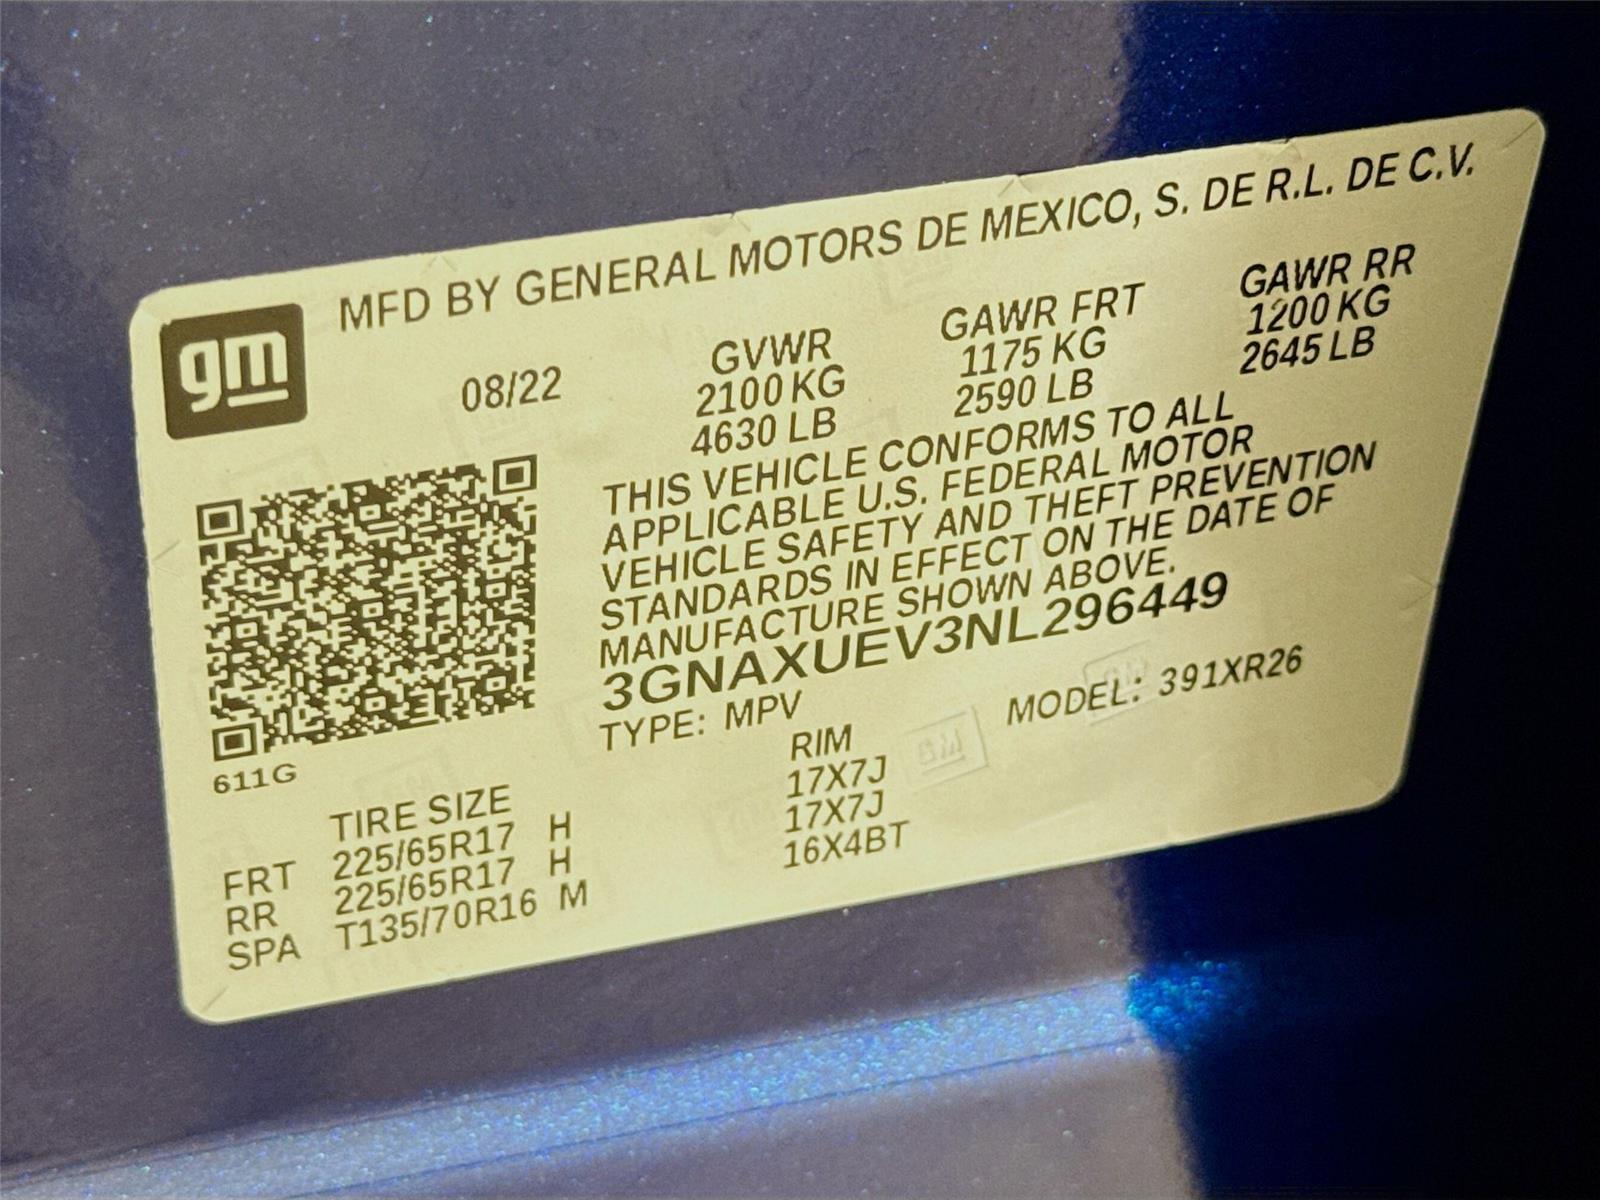 gm
MFD BY GENERAL MOTORS DE MEXICO, S. DE R.L. DE C.V.
08/22
GVWR
2100 KG
4630 LB
GAWR FRT
1175 KG
2590 LB
GAWR RR
1200 KG
2645 LB
THIS VEHICLE CONFORMS TO ALL
APPLICABLE U.S. FEDERAL MOTOR
VEHICLE SAFETY AND THEFT PREVENTION
STANDARDS IN EFFECT ON THE DATE OF
MANUFACTURE SHOWN ABOVE.
3GNAXUEV3NL296449
TYPE: MPV MODEL: 391XR26
611G
TIRE SIZE RIM
FRT 225/65R17 H 17X7J
RR 225/65R17 H 17X7J
SPA T135/70R16 M 16X4BT
GM
GM